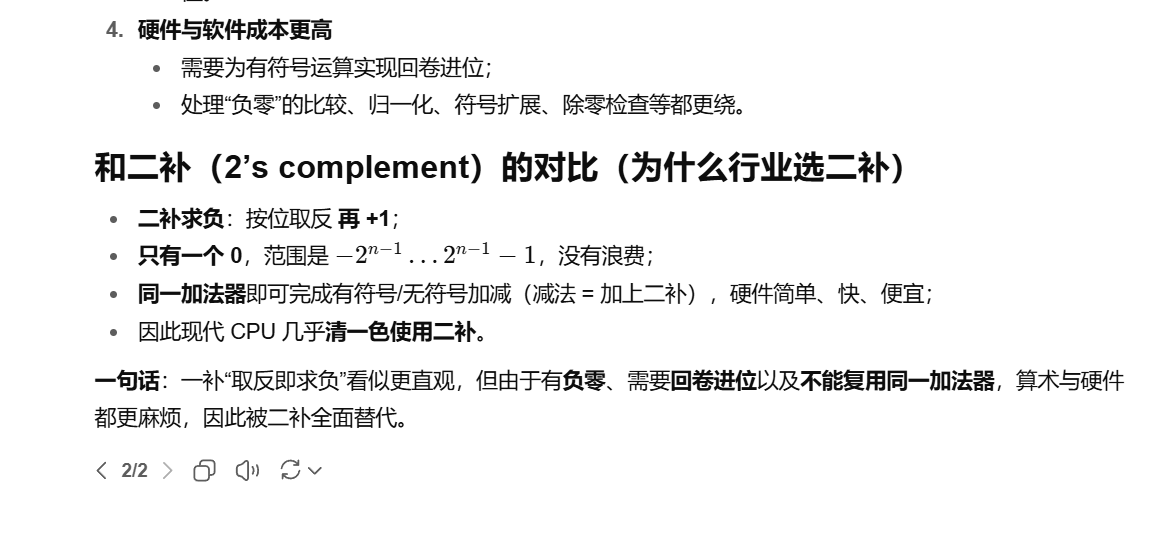 4. 硬件与软件成本更高
• 需要为有符号运算实现回卷进位；
• 处理“负零”的比较、归一化、符号扩展、除零检查等都更绕。
和二补（2’s complement）的对比（为什么行业选二补）
• 二补求负：按位取反 再 +1；
• 只有一个 0，范围是 −2ⁿ⁻¹ … 2ⁿ⁻¹ − 1，没有浪费；
• 同一加法器即可完成有符号/无符号加减（减法 = 加上二补），硬件简单、快、便宜；
• 因此现代 CPU 几乎清一色使用二补。
一句话：一补“取反即求负”看似更直观，但由于有负零、需要回卷进位以及不能复用同一加法器，算术与硬件
都更麻烦，因此被二补全面替代。
2/2